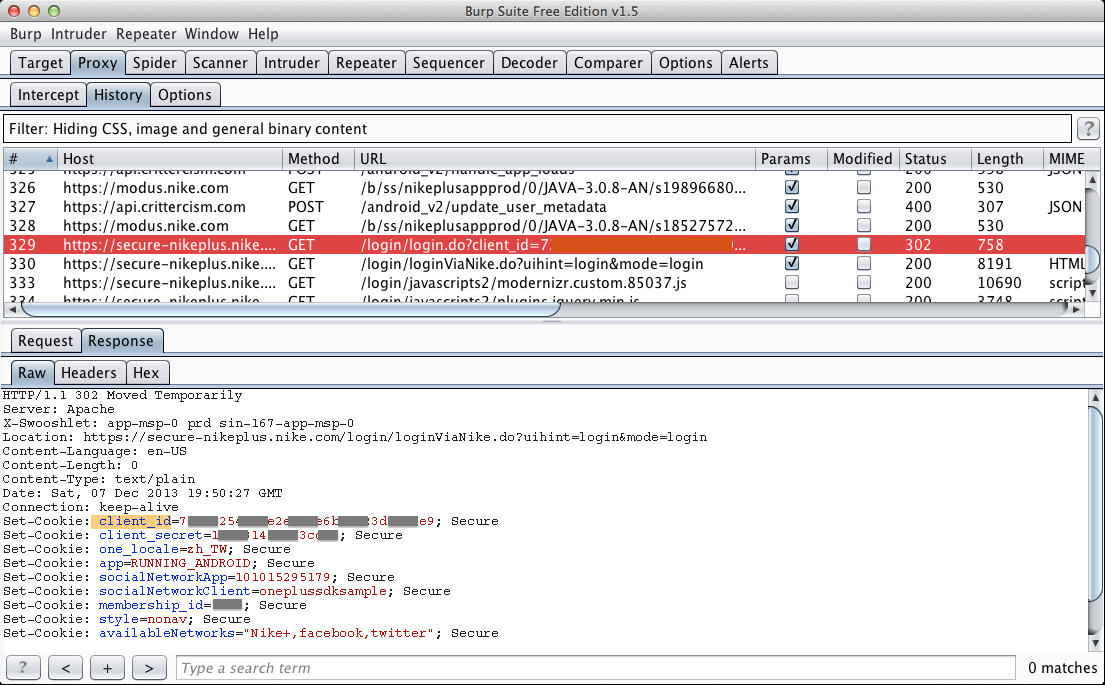 Burp Suite Free Edition v1.5
Burp Intruder Repeater Window Help
Target Proxy Spider Scanner Intruder Repeater Sequencer Decoder Comparer Options Alerts
Intercept History Options
Filter: Hiding CSS, image and general binary content ?
# Host Method URL Params Modified Status Length MIME
325 https://api.crittercism.com POST /android_v2/handle_app_loads 200 598 JSON
326 https://modus.nike.com GET /b/ss/nikeplusappprod/0/JAVA-3.0.8-AN/s19896680... 200 530
327 https://api.crittercism.com POST /android_v2/update_user_metadata 400 307 JSON
328 https://modus.nike.com GET /b/ss/nikeplusappprod/0/JAVA-3.0.8-AN/s18527572... 200 530
329 https://secure-nikeplus.nike.... GET /login/login.do?client_id=7 ... 302 758
330 https://secure-nikeplus.nike.... GET /login/loginViaNike.do?uihint=login&mode=login 200 8191 HTML
333 https://secure-nikeplus.nike.... GET /login/javascripts2/modernizr.custom.85037.js 200 10690 script
334 https://secure-nikeplus.nike.... GET /login/javascripts2/plugins.jquery.min.js 200 3748 script
Request Response
Raw Headers Hex
HTTP/1.1 302 Moved Temporarily
Server: Apache
X-Swooshlet: app-msp-0 prd sin-167-app-msp-0
Location: https://secure-nikeplus.nike.com/login/loginViaNike.do?uihint=login&mode=login
Content-Language: en-US
Content-Length: 0
Content-Type: text/plain
Date: Sat, 07 Dec 2013 19:50:27 GMT
Connection: keep-alive
Set-Cookie: client_id=7 254 e2e e6b 23d e9; Secure
Set-Cookie: client_secret=1 314 3c ; Secure
Set-Cookie: one_locale=zh_TW; Secure
Set-Cookie: app=RUNNING_ANDROID; Secure
Set-Cookie: socialNetworkApp=101015295179; Secure
Set-Cookie: socialNetworkClient=oneplussdksample; Secure
Set-Cookie: membership_id= ; Secure
Set-Cookie: style=nonav; Secure
Set-Cookie: availableNetworks="Nike+,facebook,twitter"; Secure
? < + > Type a search term 0 matches